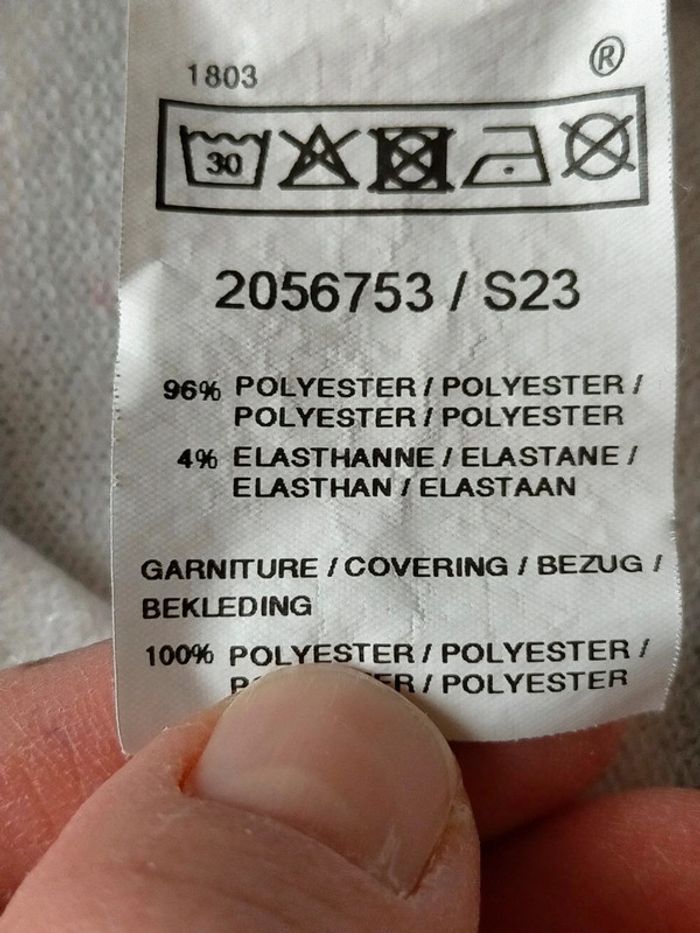 1803 ®
30
2056753 / S23
96% POLYESTER / POLYESTER /
POLYESTER / POLYESTER
4% ELASTHANNE / ELASTANE /
ELASTHAN / ELASTAAN
GARNITURE / COVERING / BEZUG /
BEKLEDING
100% POLYESTER / POLYESTER /
/ POLYESTER